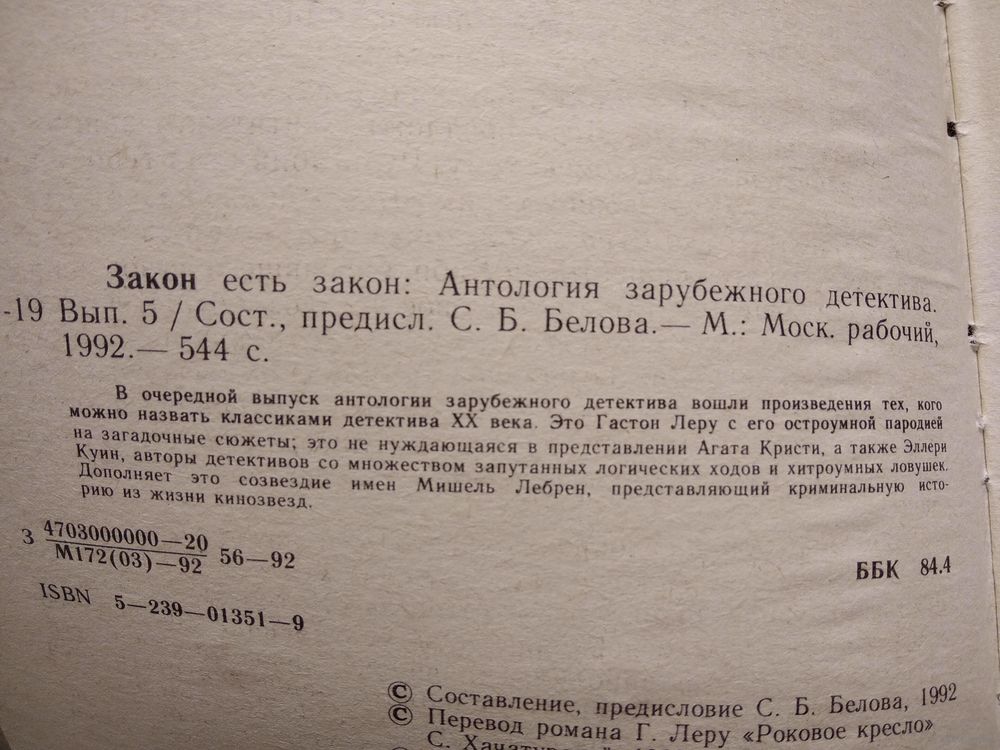 Закон есть закон: Антология зарубежного детектива.
-19 Вып. 5 / Сост., предисл. С. Б. Белова.— М.: Моск. рабочий,
1992.— 544 с.
В очередной выпуск антологии зарубежного детектива вошли произведения тех, кого
можно назвать классиками детектива XX века. Это Гастон Леру с его остроумной пародией
на загадочные сюжеты; это не нуждающаяся в представлении Агата Кристи, а также Эллери
Куин, авторы детективов со множеством запутанных логических ходов и хитроумных ловушек.
Дополняет это созвездие имен Мишель Лебрен, представляющий криминальную исто-
рию из жизни кинозвезд.
З 4703000000—20
М172(03)—92 56—92
ББК 84.4
ISBN 5—239—01351—9
© Составление, предисловие С. Б. Белова, 1992
© Перевод романа Г. Леру «Роковое кресло»
С.